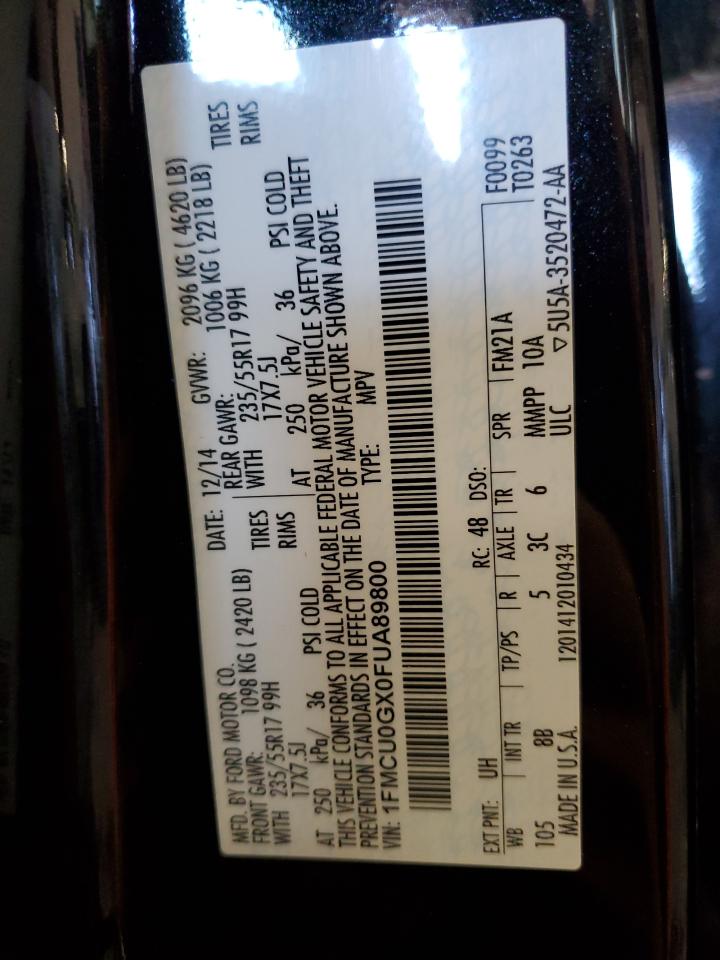 MFD. BY FORD MOTOR CO. DATE: 12/14 GVWR: 2096 KG ( 4620 LB)
FRONT GAWR: 1098 KG ( 2420 LB) REAR GAWR: 1006 KG ( 2218 LB)
WITH 235/55R17 99H TIRES WITH 235/55R17 99H TIRES
17X7.5J RIMS 17X7.5J RIMS
AT 250 kPa/ 36 PSI COLD AT 250 kPa/ 36 PSI COLD
THIS VEHICLE CONFORMS TO ALL APPLICABLE FEDERAL MOTOR VEHICLE SAFETY AND THEFT
PREVENTION STANDARDS IN EFFECT ON THE DATE OF MANUFACTURE SHOWN ABOVE.
VIN: 1FMCU0GX0FUA89800 TYPE: MPV
EXT PNT: UH RC: 48 DSO: F0099
WB INT TR TP/PS R AXLE TR SPR FM21A T0263
105 8B 5 3C 6 MMPP 10A
ULC ▽5U5A-3520472-AA
MADE IN U.S.A. 1201412010434